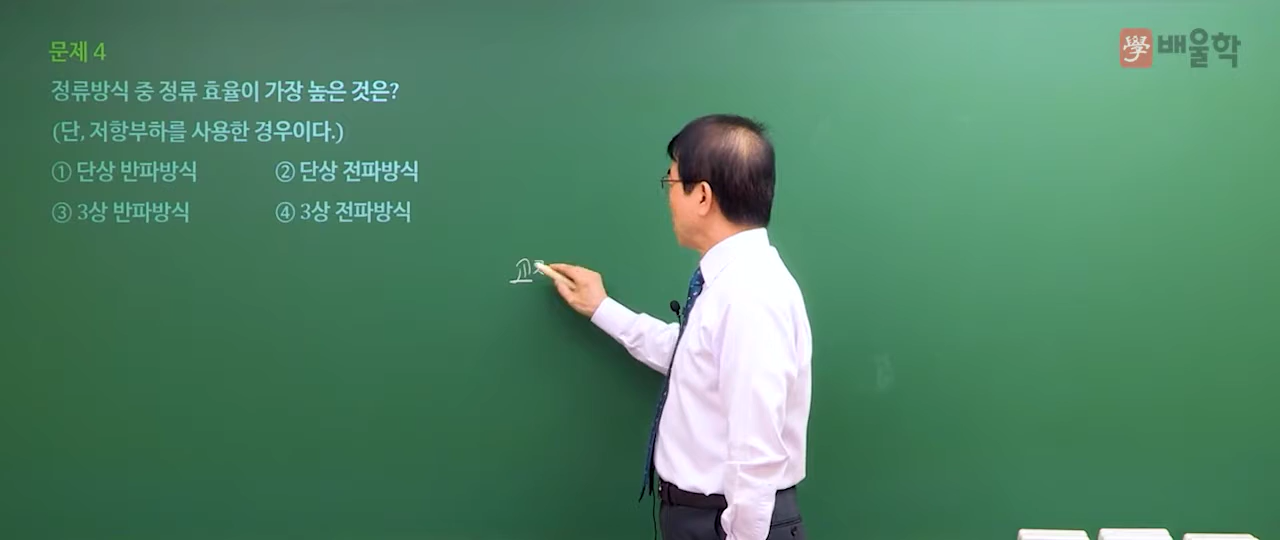 문제 4
정류방식 중 정류 효율이 가장 높은 것은?
(단, 저항부하를 사용한 경우이다.)
① 단상 반파방식 ② 단상 전파방식
③ 3상 반파방식 ④ 3상 전파방식
學 배울학